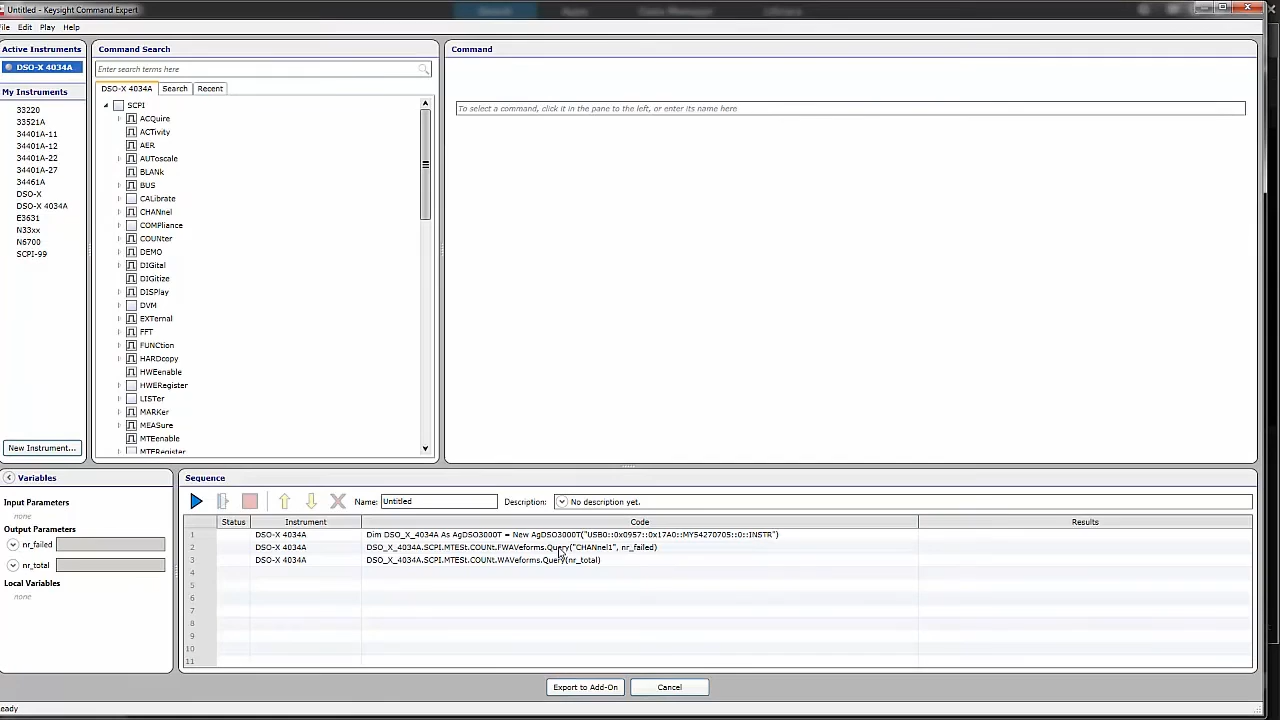 Untitled - Keysight Command Expert
File Edit Play Help
Active Instruments
DSO-X 4034A
My Instruments
33220
33521A
34401A-11
34401A-12
34401A-22
34401A-27
34461A
DSO-X
DSO-X 4034A
E3631
N33xx
N6700
SCPI-99
New Instrument...
Command Search
Enter search terms here
DSO-X 4034A Search Recent
SCPI
ACQuire
ACTivity
AER
AUToscale
BLANk
BUS
CALibrate
CHANnel
COMPliance
COUNter
DEMO
DIGital
DIGitize
DISPlay
DVM
EXTernal
FFT
FUNCtion
HARDcopy
HWEenable
HWERegister
LISTer
MARKer
MEASure
MTEenable
MTERegister
Command
To select a command, click it in the pane to the left, or enter its name here
Variables
Input Parameters
none
Output Parameters
nr_failed
nr_total
Local Variables
none
Sequence
Name: Untitled Description: No description yet.
Status Instrument Code Results
1 DSO-X 4034A Dim DSO_X_4034A As AgDSO3000T = New AgDSO3000T("USB0::0x0957::0x17A0::MY54270705::0::INSTR")
2 DSO-X 4034A DSO_X_4034A.SCPI.MTESt.COUNt.FWAVeforms.Query("CHANnel1", nr_failed)
3 DSO-X 4034A DSO_X_4034A.SCPI.MTESt.COUNt.WAVeforms.Query(nr_total)
4
5
6
7
8
9
10
11
Export to Add-On Cancel
eady